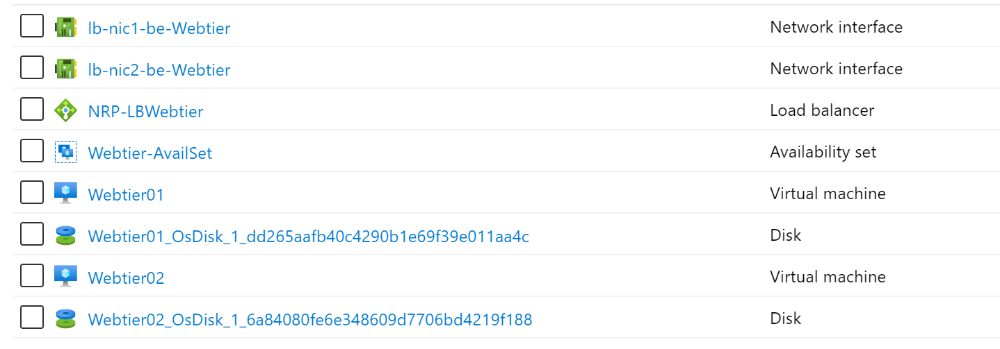 lb-nic1-be-Webtier Network interface
lb-nic2-be-Webtier Network interface
NRP-LBWebtier Load balancer
Webtier-AvailSet Availability set
Webtier01 Virtual machine
Webtier01_OsDisk_1_dd265aafb40c4290b1e69f39e011aa4c Disk
Webtier02 Virtual machine
Webtier02_OsDisk_1_6a84080fe6e348609d7706bd4219f188 Disk